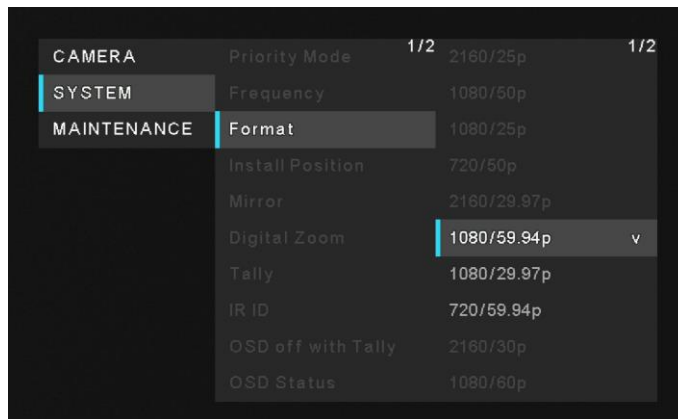 1/2 1/2
CAMERA Priority Mode 2160/25p
SYSTEM Frequency 1080/50p
MAINTENANCE Format 1080/25p
Install Position 720/50p
Mirror 2160/29.97p
Digital Zoom 1080/59.94p v
Tally 1080/29.97p
IR ID 720/59.94p
OSD off with Tally 2160/30p
OSD Status 1080/60p